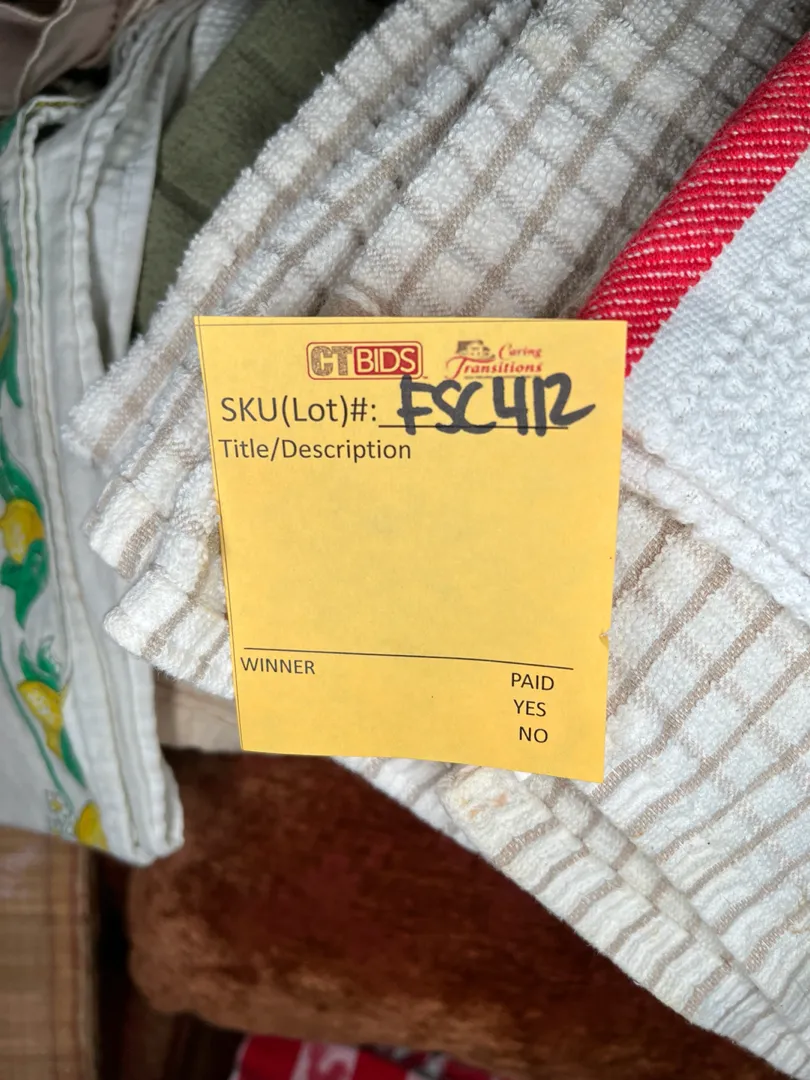 CTBIDS
Caring Transitions
SKU(Lot)#: FSC412
Title/Description
WINNER
PAID
YES
NO